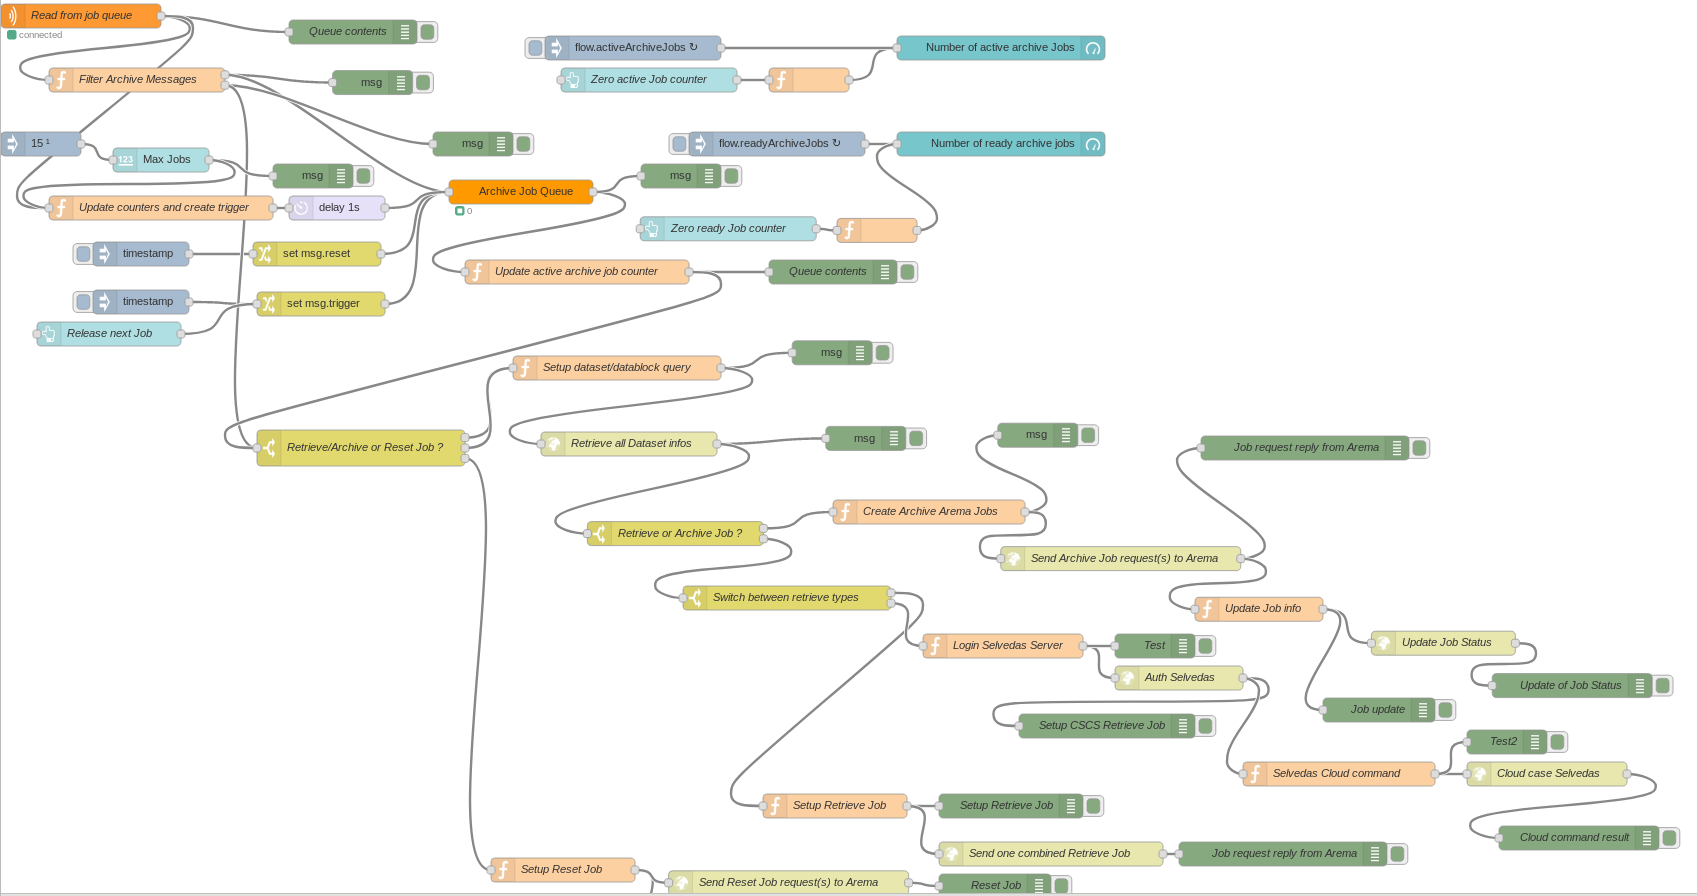 Read from job queue
connected
Queue contents
flow.activeArchiveJobs ↻
Number of active archive Jobs
Filter Archive Messages
msg
Zero active Job counter
15 ¹
msg
flow.readyArchiveJobs ↻
Number of ready archive jobs
123
Max Jobs
msg
Archive Job Queue
0
msg
Update counters and create trigger
delay 1s
Zero ready Job counter
timestamp
set msg.reset
Update active archive job counter
Queue contents
timestamp
set msg.trigger
Release next Job
Setup dataset/datablock query
msg
Retrieve/Archive or Reset Job ?
Retrieve all Dataset infos
msg
msg
Job request reply from Arema
Retrieve or Archive Job ?
Create Archive Arema Jobs
Send Archive Job request(s) to Arema
Switch between retrieve types
Update Job info
Login Selvedas Server
Test
Update Job Status
Auth Selvedas
Update of Job Status
Setup CSCS Retrieve Job
Job update
Test2
Selvedas Cloud command
Cloud case Selvedas
Setup Retrieve Job
Setup Retrieve Job
Cloud command result
Send one combined Retrieve Job
Job request reply from Arema
Setup Reset Job
Send Reset Job request(s) to Arema
Reset Job